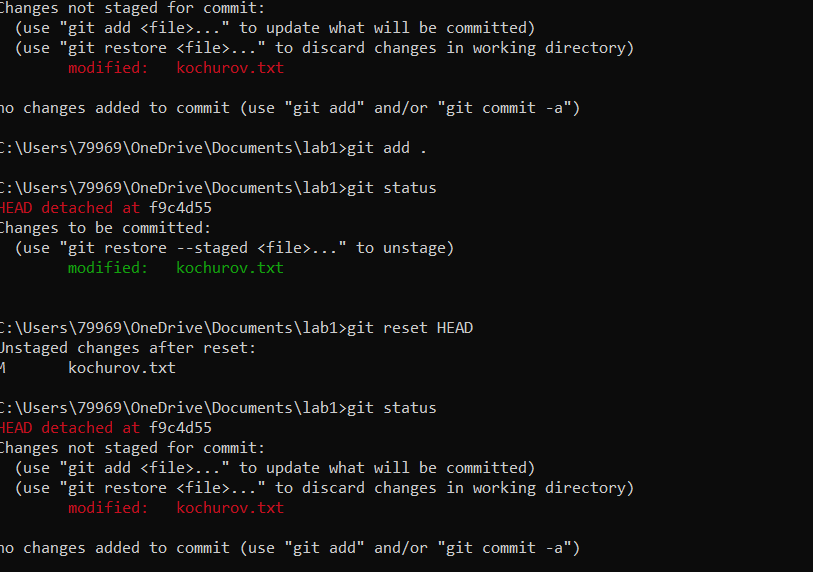 Changes not staged for commit:
  (use "git add <file>..." to update what will be committed)
  (use "git restore <file>..." to discard changes in working directory)
        modified:   kochurov.txt

no changes added to commit (use "git add" and/or "git commit -a")

C:\Users\79969\OneDrive\Documents\lab1>git add .

C:\Users\79969\OneDrive\Documents\lab1>git status
HEAD detached at f9c4d55
Changes to be committed:
  (use "git restore --staged <file>..." to unstage)
        modified:   kochurov.txt


C:\Users\79969\OneDrive\Documents\lab1>git reset HEAD
Unstaged changes after reset:
M       kochurov.txt

C:\Users\79969\OneDrive\Documents\lab1>git status
HEAD detached at f9c4d55
Changes not staged for commit:
  (use "git add <file>..." to update what will be committed)
  (use "git restore <file>..." to discard changes in working directory)
        modified:   kochurov.txt

no changes added to commit (use "git add" and/or "git commit -a")